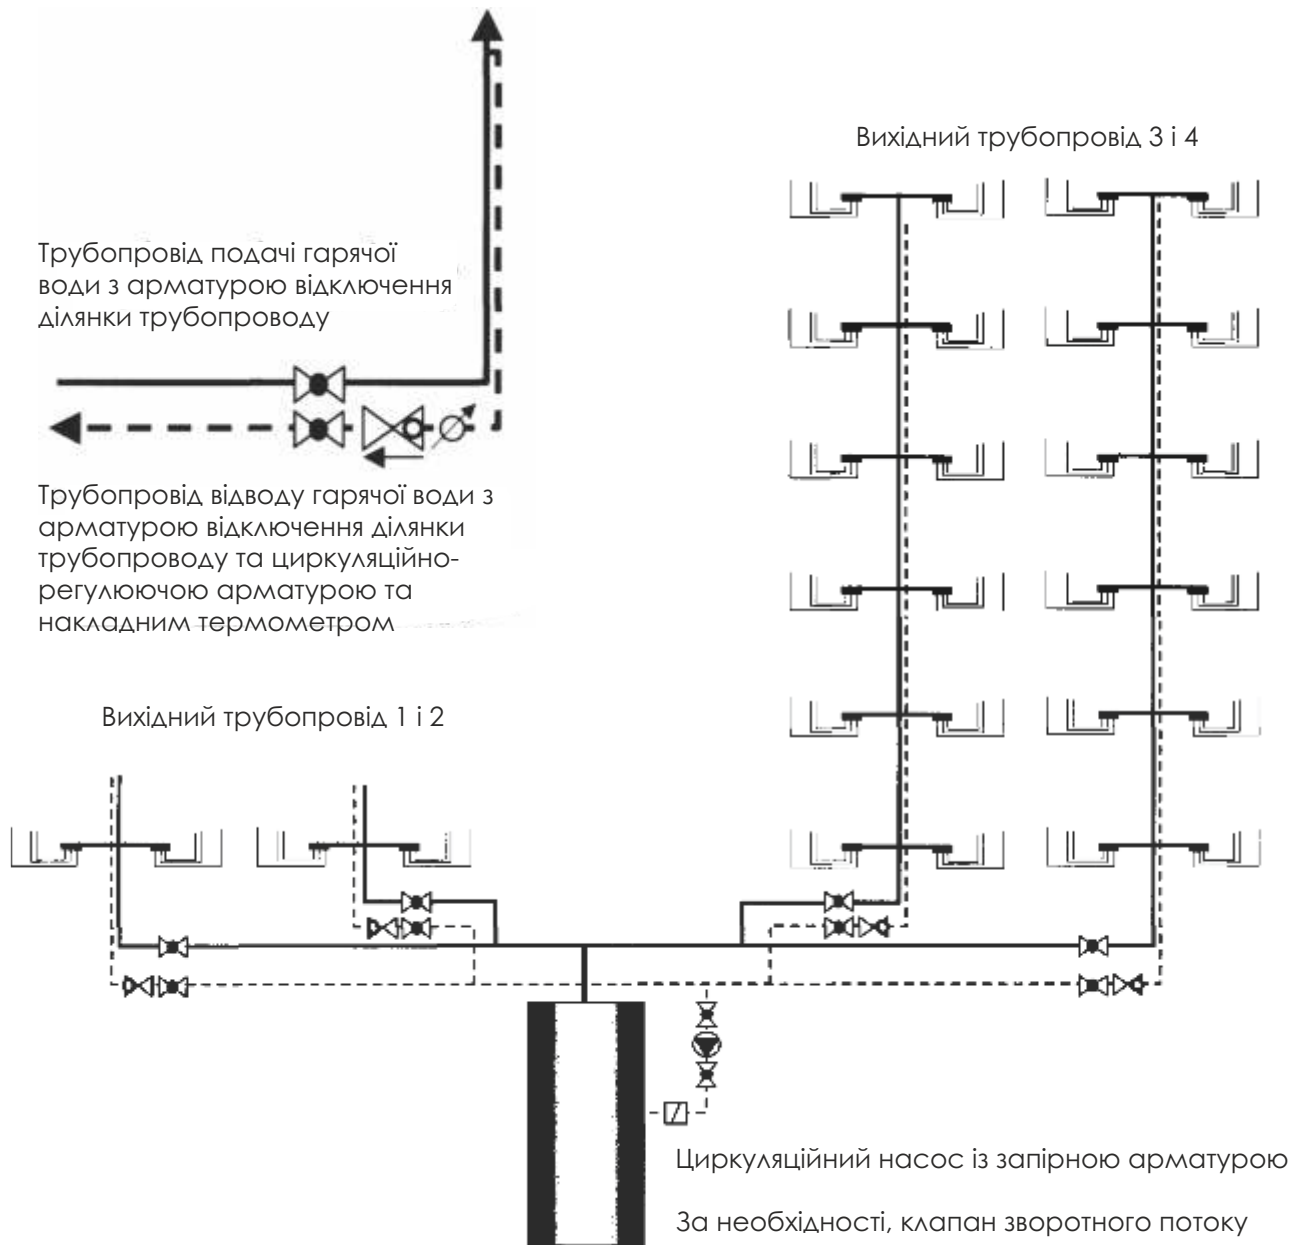 Вихідний трубопровід 3 і 4
Трубопровід подачі гарячої
води з арматурою відключення
ділянки трубопроводу
Трубопровід відводу гарячої води з
арматурою відключення ділянки
трубопроводу та циркуляційно-
регулюючою арматурою та
накладним термометром
Вихідний трубопровід 1 і 2
Циркуляційний насос із запірною арматурою
За необхідності, клапан зворотного потоку